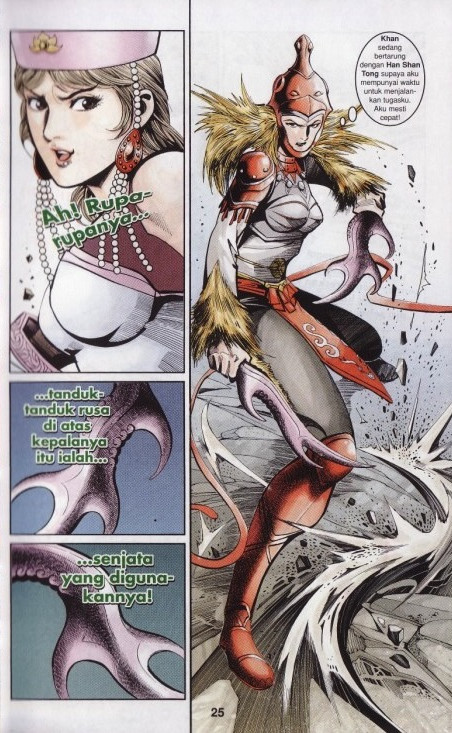 Ah! Rupa-
rupanya...
...tanduk-
tanduk rusa
di atas
kepalanya
itu ialah...
...senjata
yang diguna-
kannya!
Khan
sedang
bertarung
dengan Han Shan
Tong supaya aku
mempunyai waktu
untuk menjalan-
kan tugasku.
Aku mesti
cepat!
25